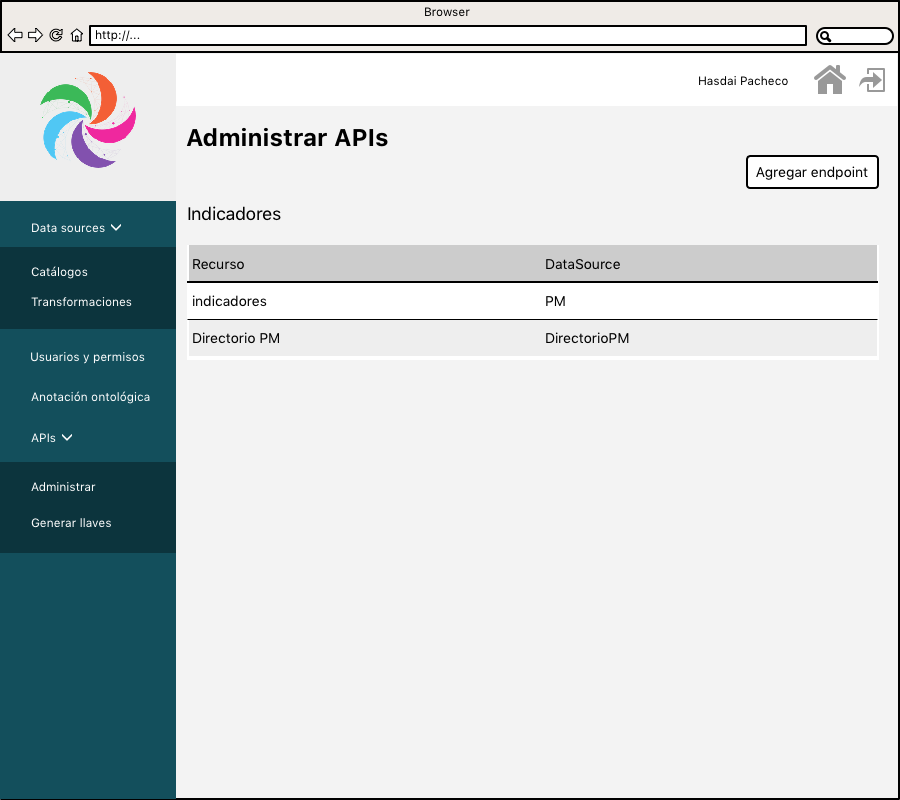 Browser
http://...
Hasdai Pacheco
Administrar APIs
Agregar endpoint
Indicadores
Recurso DataSource
indicadores PM
Directorio PM DirectorioPM
Data sources
Catálogos
Transformaciones
Usuarios y permisos
Anotación ontológica
APIs
Administrar
Generar llaves